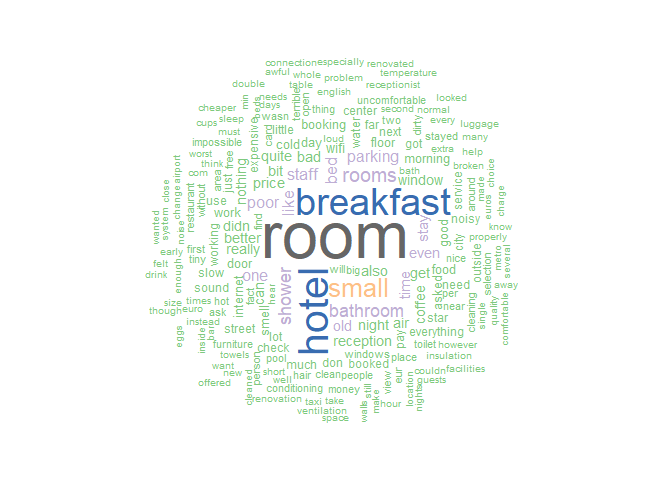 connection especially renovated
awful whole problem temperature
double needs table english receptionist
min days beds terrible open thing uncomfortable second looked
cheaper cups sleep card wasn little booking center far two dirty normal every luggage
must impossible expensive cold day wifi water next floor got stayed many
worst think quite bad parking morning extra help
com area free bit nothing staff bed rooms window service broken
airport change close system wanted restaurant without use just price poor like bath around made euros choice charge
work didn breakfast stay good noisy city
noise early first working better find room nice outside properly know
felt tiny really door even metro several
drink enough slow internet fact one hotel will big also get food selection away
size sound can hear shower small time coffee asked need per quality comfortable
though times hot smell bathroom near single cleaning
euro ask old night air pay star
eggs instead inside bar street lot reception everything
furniture check windows place toilet however insulation
towels pool much don booked eur couldn
want new person short well hair clean people still view guests facilities
offered cleaned conditioning money make hour nights location
renovation taxi take walls
ventilation space